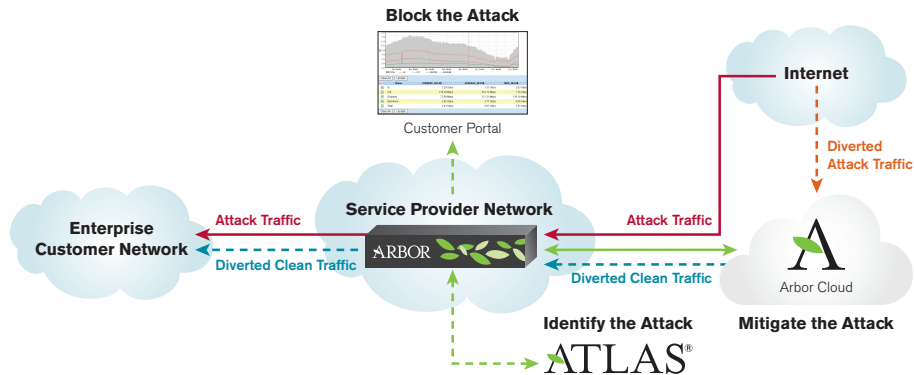 Block the Attack
Customer Portal
Internet
Diverted
Attack Traffic
Enterprise
Customer Network
Attack Traffic
Diverted Clean Traffic
Service Provider Network
ARBOR
Attack Traffic
Diverted Clean Traffic
A
Arbor Cloud
Mitigate the Attack
Identify the Attack
ATLAS®